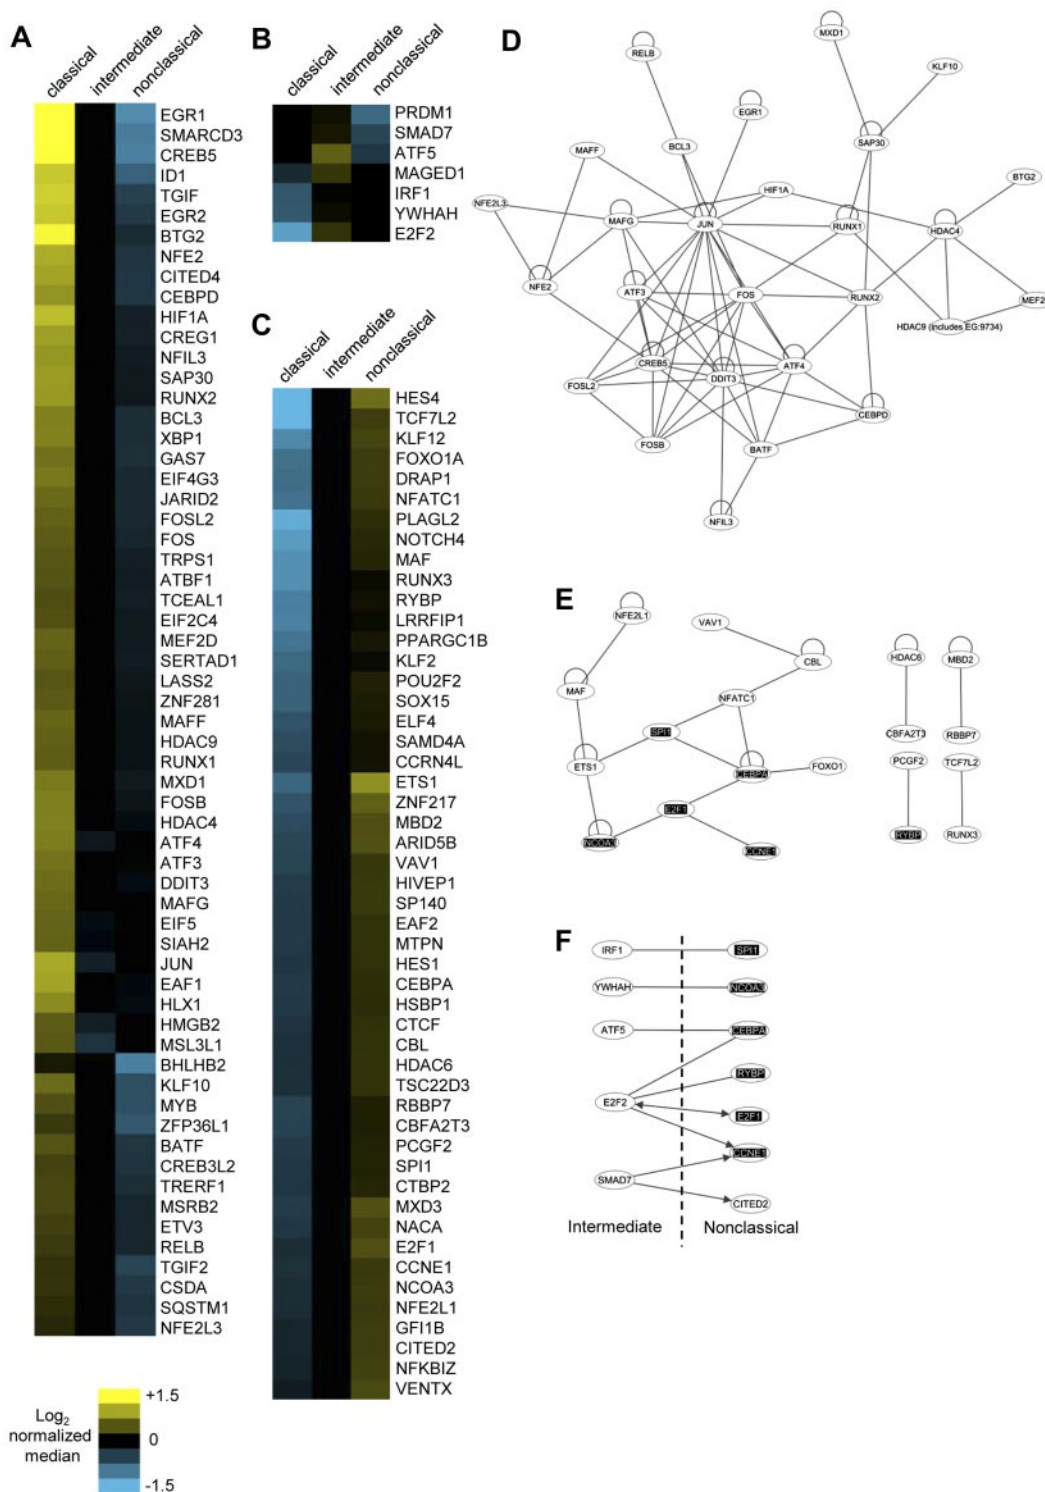 A
classical
intermediate
nonclassical
EGR1
SMARCD3
CREB5
ID1
TGIF
EGR2
BTG2
NFE2
CITED4
CEBPD
HIF1A
CREG1
NFIL3
SAP30
RUNX2
BCL3
XBP1
GAS7
EIF4G3
JARID2
FOSL2
FOS
TRPS1
ATBF1
TCEAL1
EIF2C4
MEF2D
SERTAD1
LASS2
ZNF281
MAFF
HDAC9
RUNX1
MXD1
FOSB
HDAC4
ATF4
ATF3
DDIT3
MAFG
EIF5
SIAH2
JUN
EAF1
HLX1
HMGB2
MSL3L1
BHLHB2
KLF10
MYB
ZFP36L1
BATF
CREB3L2
TRERF1
MSRB2
ETV3
RELB
TGIF2
CSDA
SQSTM1
NFE2L3
Log2
normalized
median
+1.5
0
-1.5
B
classical
intermediate
nonclassical
PRDM1
SMAD7
ATF5
MAGED1
IRF1
YWHAH
E2F2
C
classical
intermediate
nonclassical
HES4
TCF7L2
KLF12
FOXO1A
DRAP1
NFATC1
PLAGL2
NOTCH4
MAF
RUNX3
RYBP
LRRFIP1
PPARGC1B
KLF2
POU2F2
SOX15
ELF4
SAMD4A
CCRN4L
ETS1
ZNF217
MBD2
ARID5B
VAV1
HIVEP1
SP140
EAF2
MTPN
HES1
CEBPA
HSBP1
CTCF
CBL
HDAC6
TSC22D3
RBBP7
CBFA2T3
PCGF2
SPI1
CTBP2
MXD3
NACA
E2F1
CCNE1
NCOA3
NFE2L1
GFI1B
CITED2
NFKBIZ
VENTX
D
MXD1
RELB
KLF10
EGR1
SAP30
BCL3
MAFF
BTG2
HIF1A
NFE2L3
MAFG
JUN
RUNX1
HDAC4
NFE2
ATF3
FOS
RUNX2
MEF2
HDAC9 (includes EG:9734)
CREB5
ATF4
DDIT3
FOSL2
CEBPD
FOSB
BATF
NFIL3
E
NFE2L1
VAV1
CBL
HDAC6
MBD2
MAF
NFATC1
SPI1
CBFA2T3
RBBP7
ETS1
CEBPA
FOXO1
PCGF2
TCF7L2
E2F1
NCOA3
CCNE1
RYBP
RUNX3
F
IRF1
SPI1
YWHAH
NCOA3
ATF5
CEBPA
RYBP
E2F2
E2F1
CCNE1
SMAD7
CITED2
Intermediate
Nonclassical